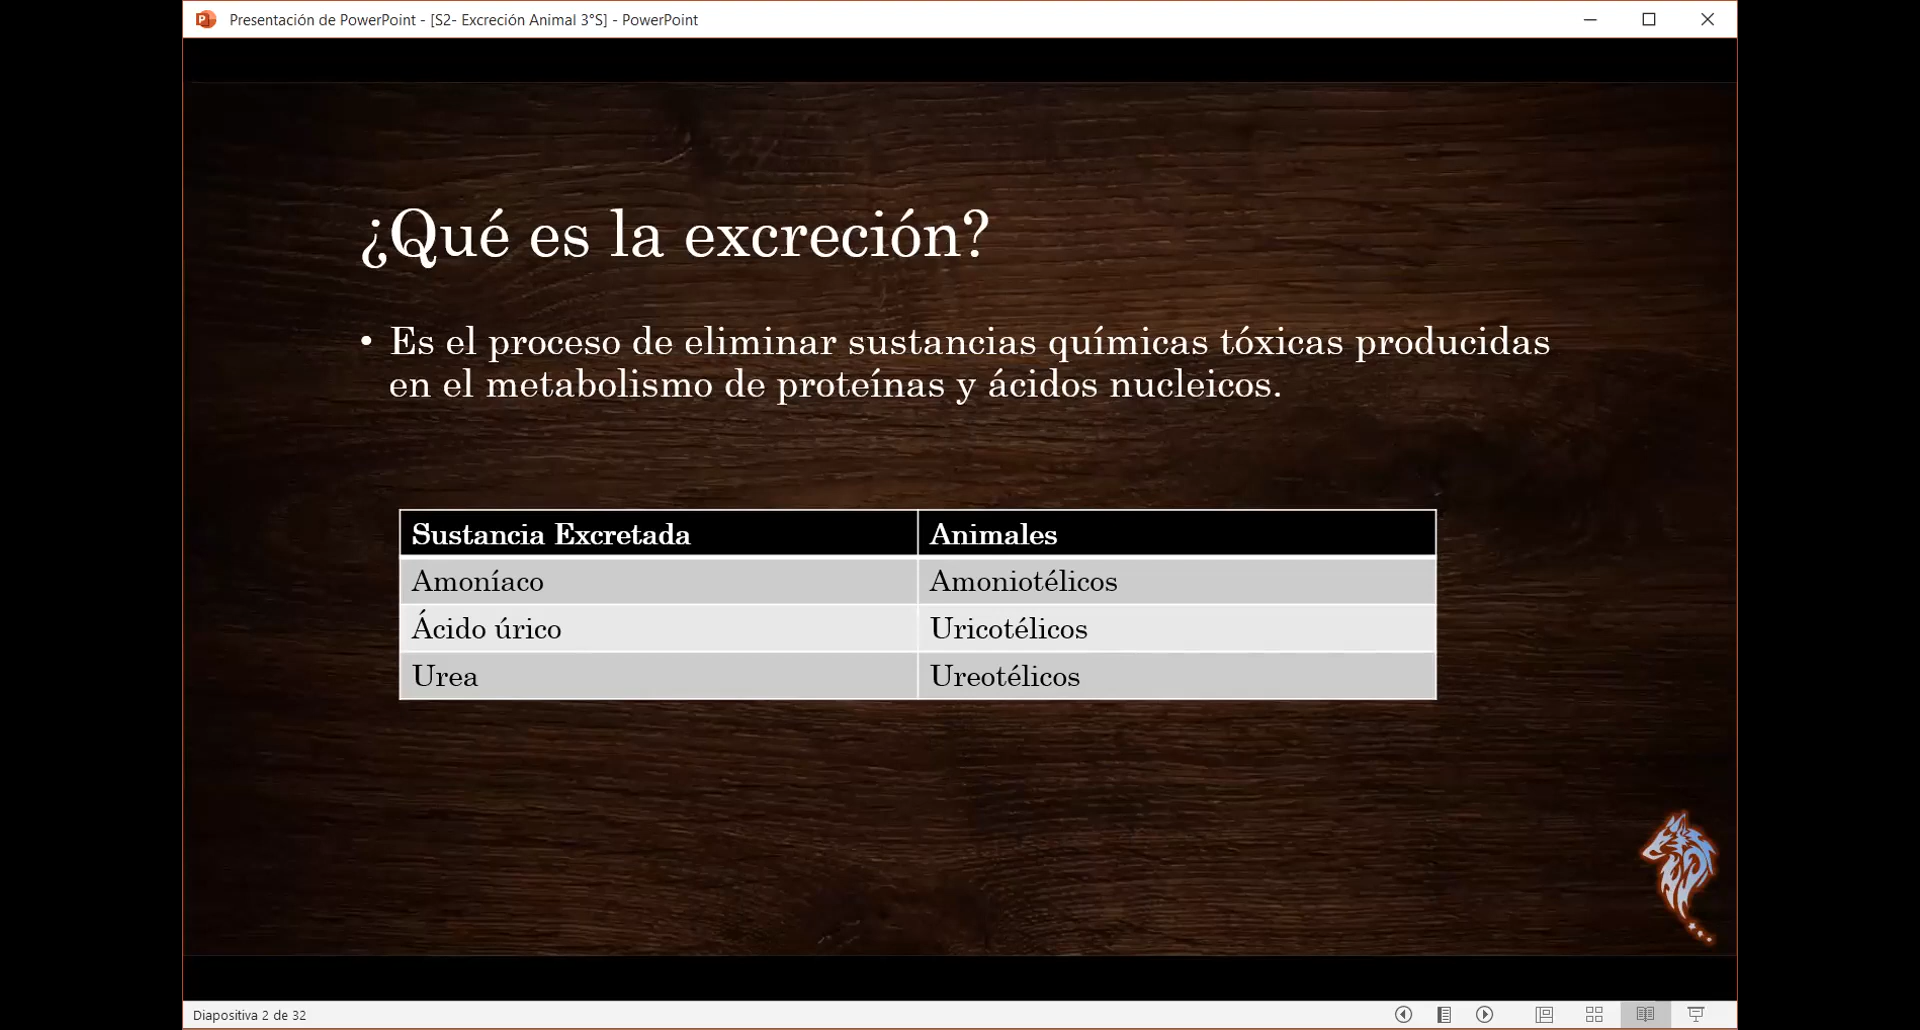 Presentación de PowerPoint - [S2- Excreción Animal 3°S] - PowerPoint
¿Qué es la excreción?
• Es el proceso de eliminar sustancias químicas tóxicas producidas
en el metabolismo de proteínas y ácidos nucleicos.
Sustancia Excretada Animales
Amoníaco Amoniotélicos
Ácido úrico Uricotélicos
Urea Ureotélicos
Diapositiva 2 de 32